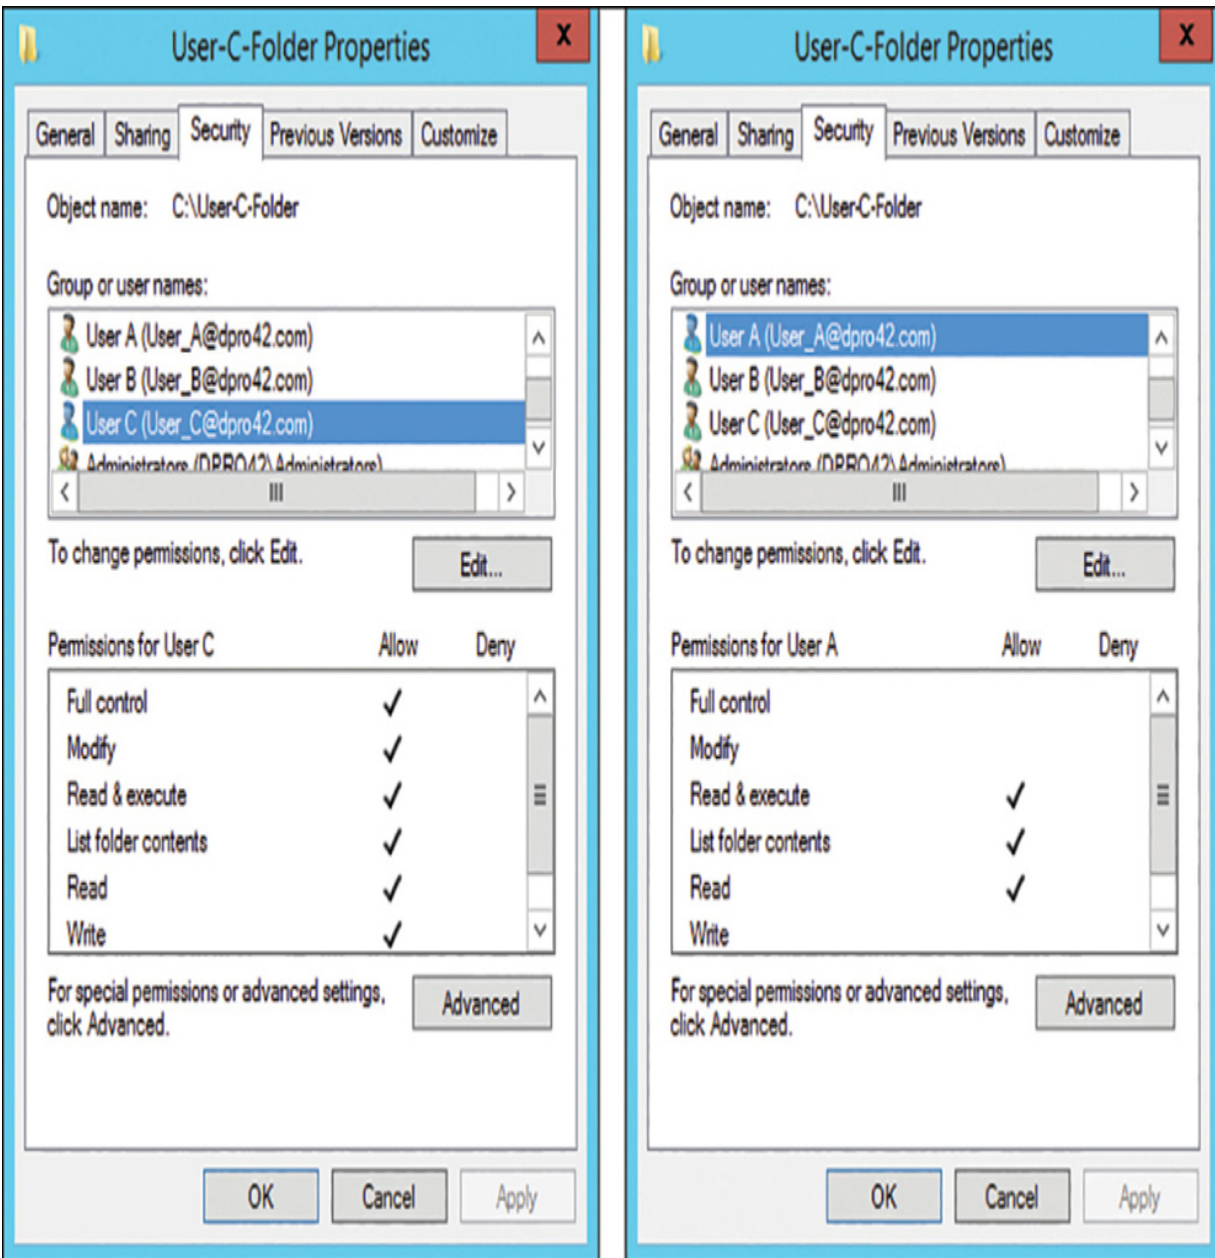 User-C-Folder Properties
X
General Sharing Security Previous Versions Customize
Object name: C:\User-C-Folder
Group or user names:
User A (User_A@dpro42.com)
User B (User_B@dpro42.com)
User C (User_C@dpro42.com)
Administrators (DPRO42\Administrators)
To change permissions, click Edit.
Edit...
Permissions for User C Allow Deny
Full control
Modify
Read & execute
List folder contents
Read
Write
For special permissions or advanced settings,
click Advanced.
Advanced
OK Cancel Apply
User-C-Folder Properties
X
General Sharing Security Previous Versions Customize
Object name: C:\User-C-Folder
Group or user names:
User A (User_A@dpro42.com)
User B (User_B@dpro42.com)
User C (User_C@dpro42.com)
Administrators (DPRO42\Administrators)
To change permissions, click Edit.
Edit...
Permissions for User A Allow Deny
Full control
Modify
Read & execute
List folder contents
Read
Write
For special permissions or advanced settings,
click Advanced.
Advanced
OK Cancel Apply